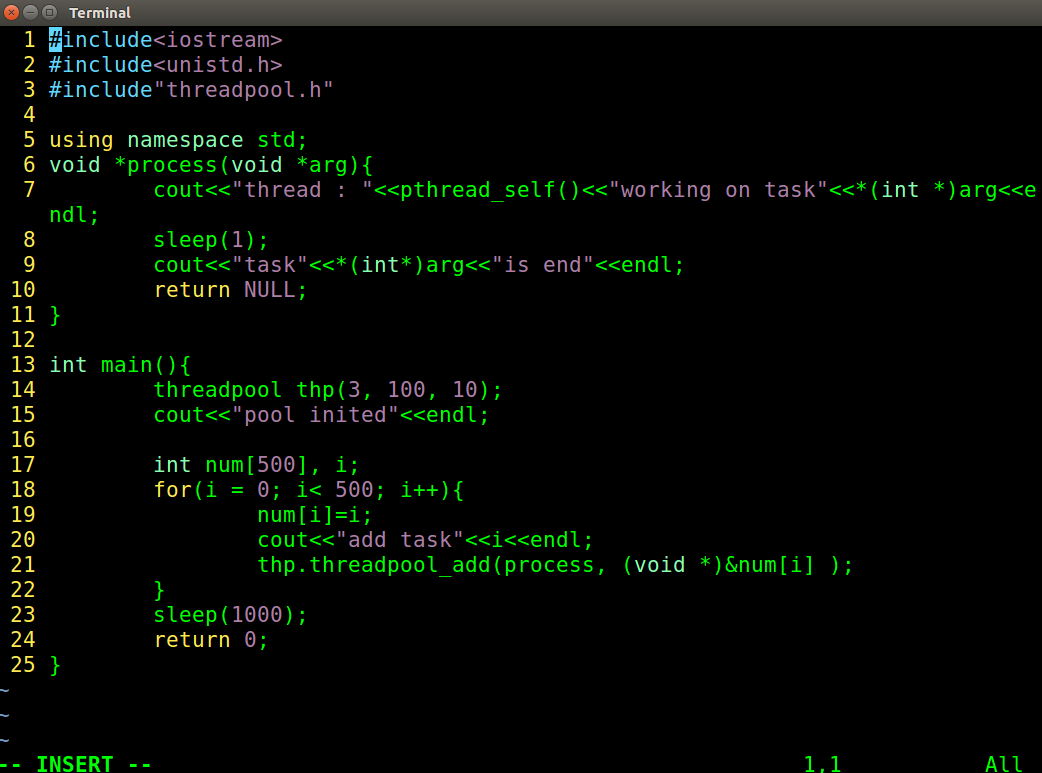 Terminal
1 #include<iostream>
2 #include<unistd.h>
3 #include"threadpool.h"
4
5 using namespace std;
6 void *process(void *arg){
7         cout<<"thread : "<<pthread_self()<<"working on task"<<*(int *)arg<<e
ndl;
8         sleep(1);
9         cout<<"task"<<*(int*)arg<<"is end"<<endl;
10         return NULL;
11 }
12
13 int main(){
14         threadpool thp(3, 100, 10);
15         cout<<"pool inited"<<endl;
16
17         int num[500], i;
18         for(i = 0; i< 500; i++){
19                 num[i]=i;
20                 cout<<"add task"<<i<<endl;
21                 thp.threadpool_add(process, (void *)&num[i] );
22         }
23         sleep(1000);
24         return 0;
25 }
~
~
~
-- INSERT -- 1,1 All